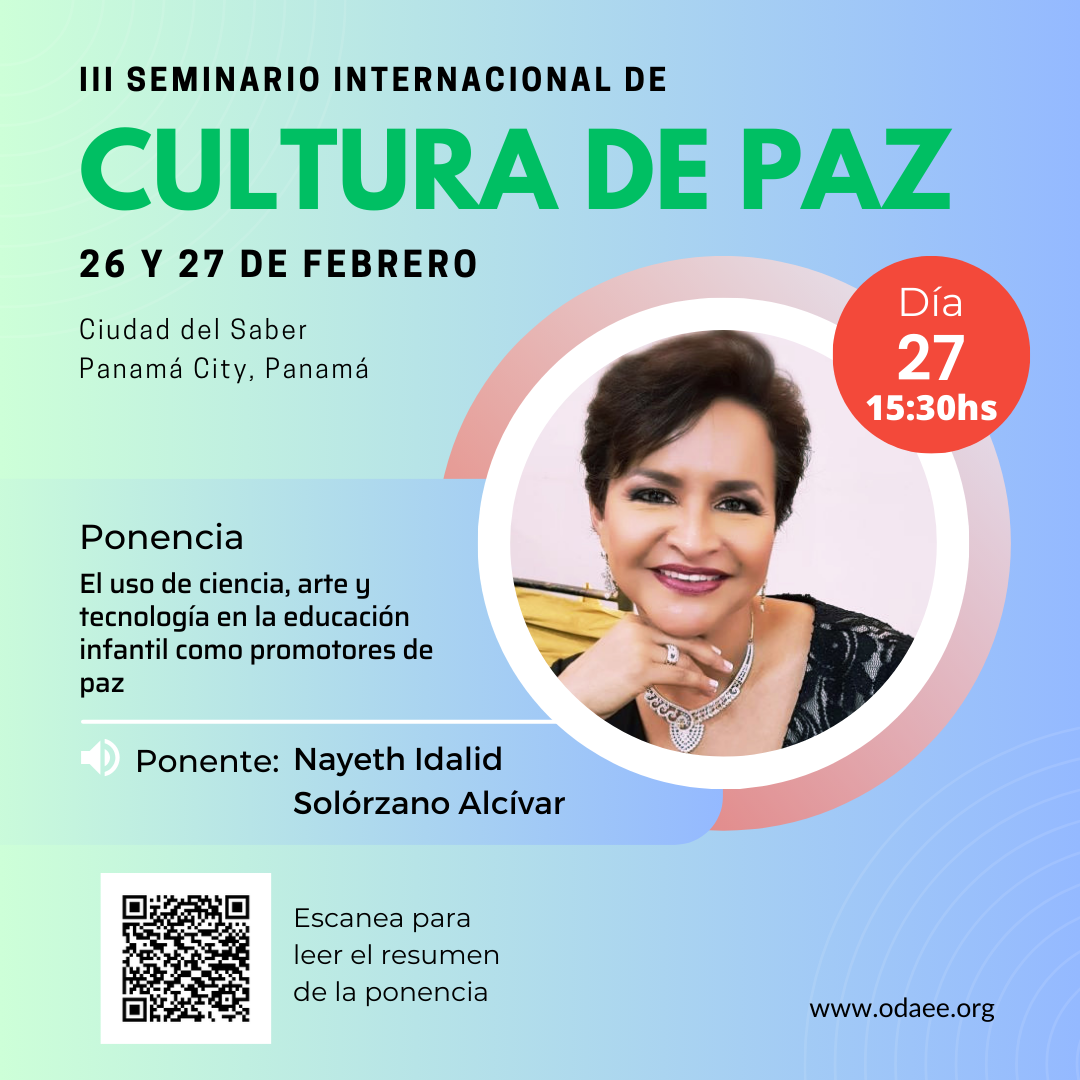 III SEMINARIO INTERNACIONAL DE
CULTURA DE PAZ
26 Y 27 DE FEBRERO
Ciudad del Saber
Panamá City, Panamá
Día
27
15:30hs
Ponencia
El uso de ciencia, arte y
tecnología en la educación
infantil como promotores de
paz
Ponente: Nayeth Idalid
Solórzano Alcívar
Escanea para
leer el resumen
de la ponencia
www.odaee.org